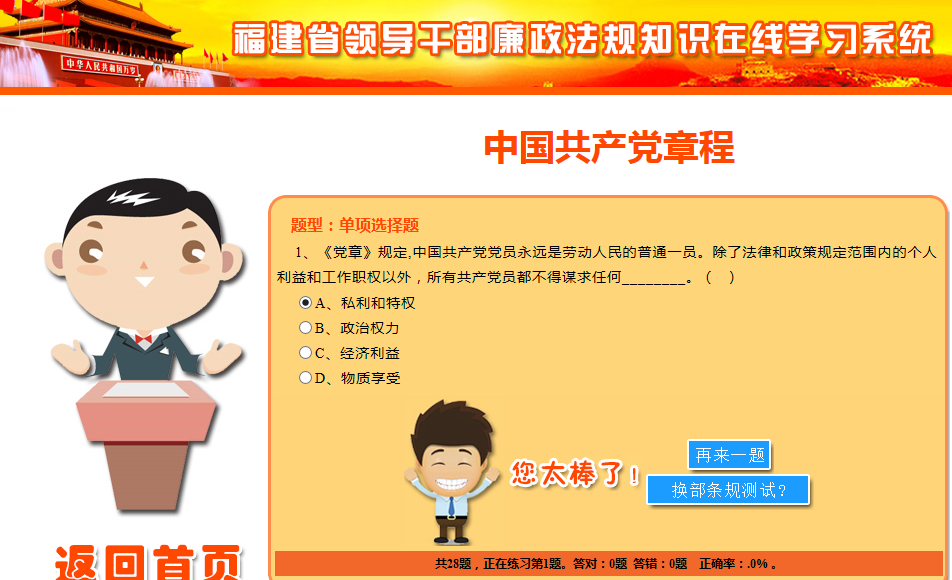 中华人民共和国万岁
福建省领导干部廉政法规知识在线学习系统
中国共产党章程
题型：单项选择题
1、《党章》规定,中国共产党党员永远是劳动人民的普通一员。除了法律和政策规定范围内的个人
利益和工作职权以外，所有共产党员都不得谋求任何________。（ ）
A、私利和特权
B、政治权力
C、经济利益
D、物质享受
您太棒了！
再来一题
换部条规测试？
共28题，正在练习第1题。答对：0题 答错：0题 正确率：.0% 。
返回首页